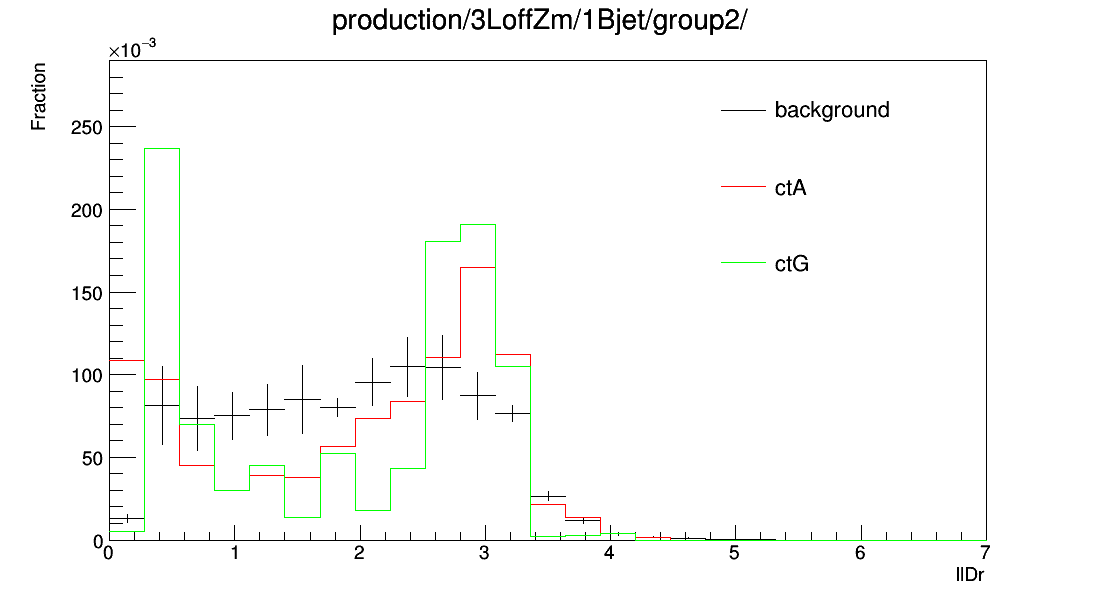 production/3LoffZm/1Bjet/group2/
×10⁻³
Fraction
background
ctA
ctG
250
200
150
100
50
0
0 1 2 3 4 5 6 7
llDr